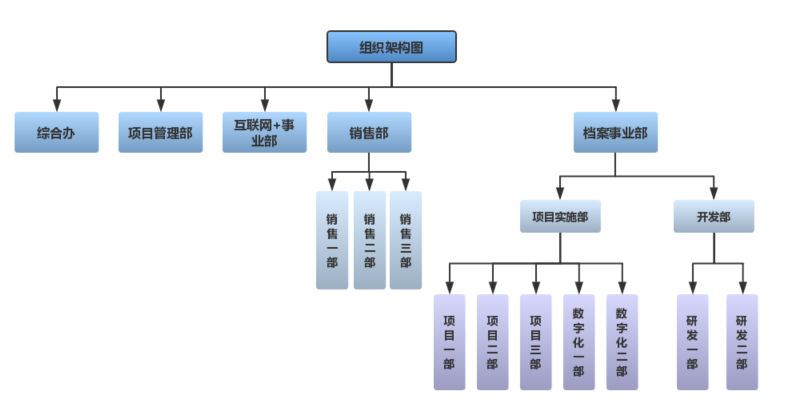 组织架构图
综合办
项目管理部
互联网+事
业部
销售部
档案事业部
销售一部
销售二部
销售三部
项目实施部
开发部
项目一部
项目二部
项目三部
数字化一部
数字化二部
研发一部
研发二部